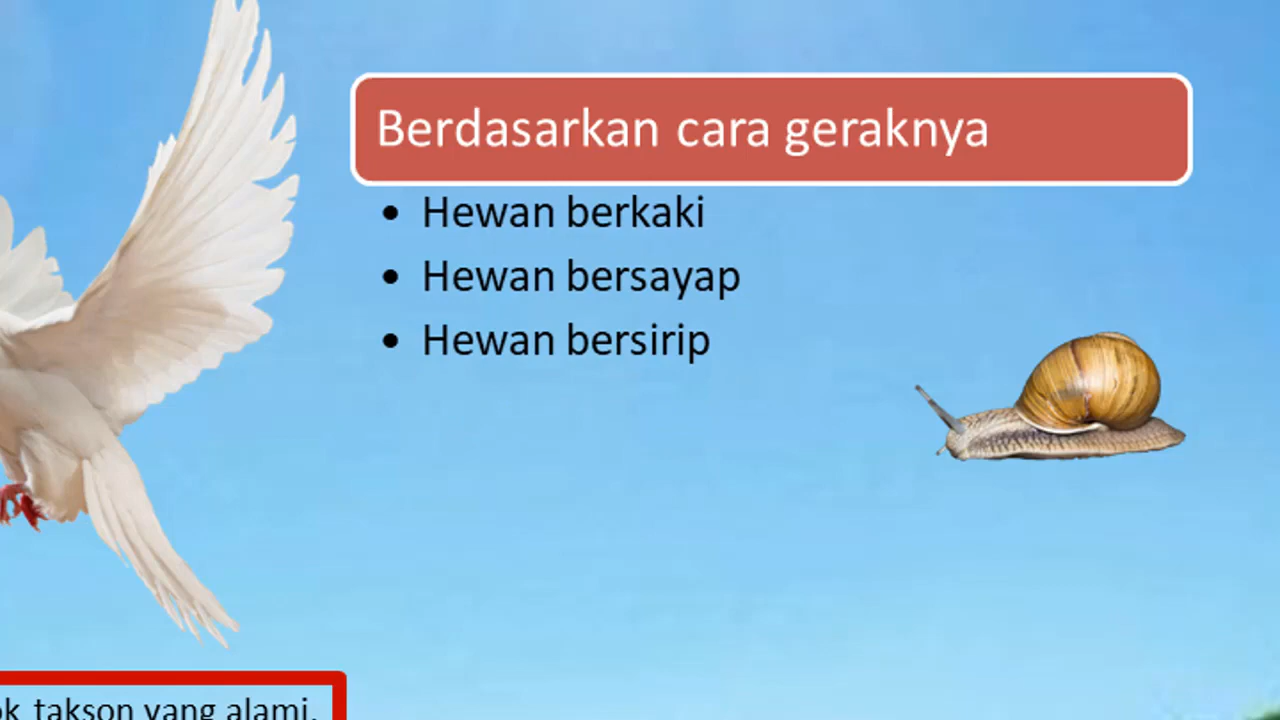 Berdasarkan cara geraknya
• Hewan berkaki
• Hewan bersayap
• Hewan bersirip
takson yang alami.